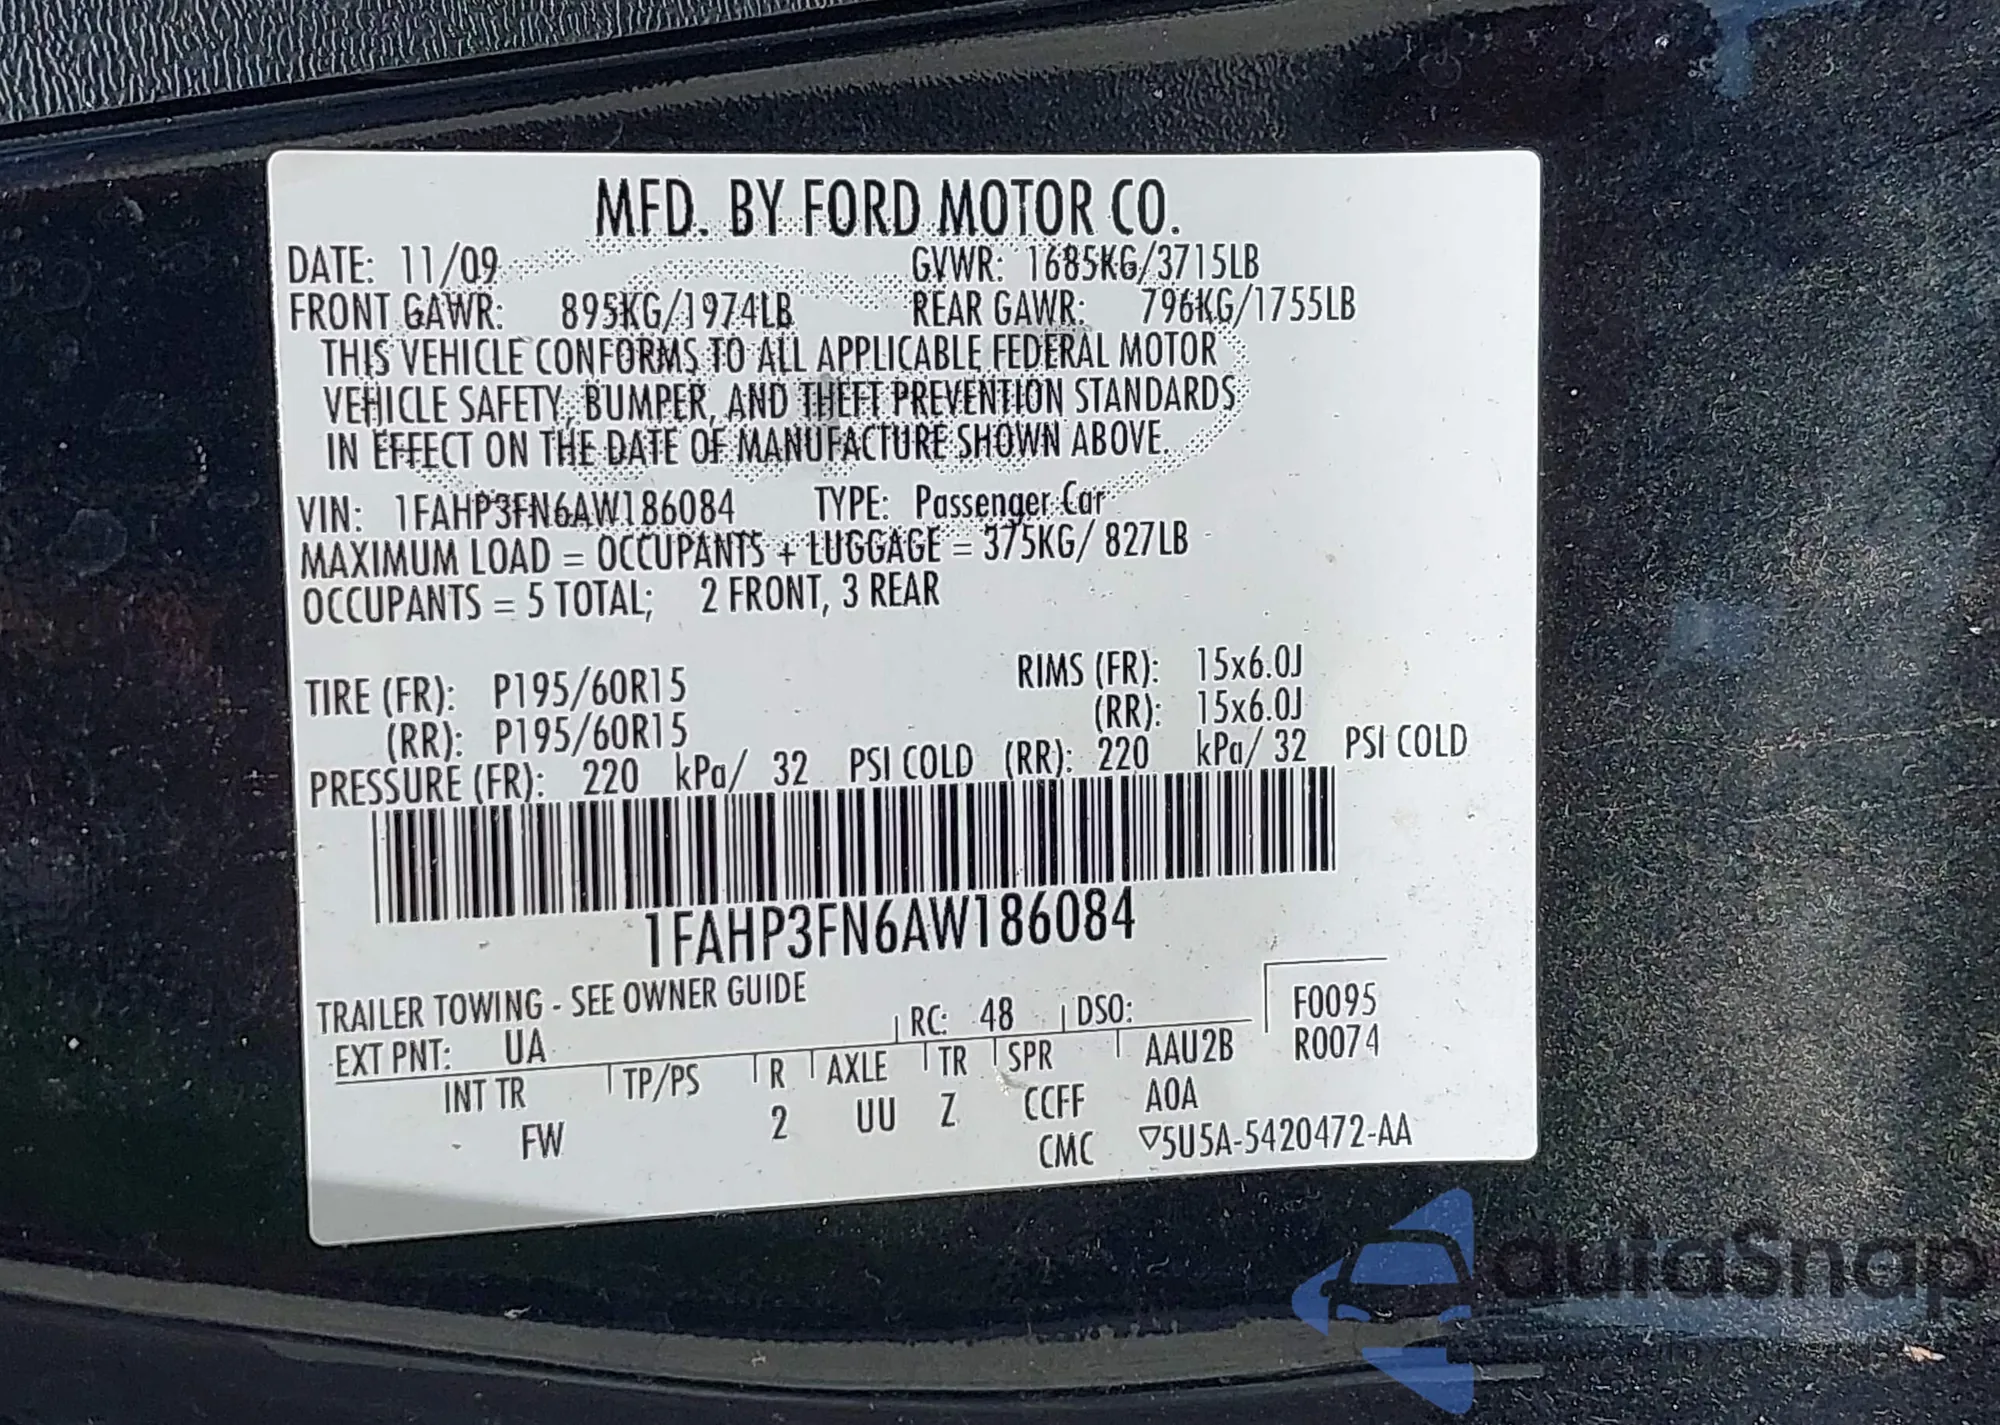 MFD. BY FORD MOTOR CO.
DATE: 11/09 GVWR: 1685KG/3715LB
FRONT GAWR: 895KG/1974LB REAR GAWR: 796KG/1755LB
THIS VEHICLE CONFORMS TO ALL APPLICABLE FEDERAL MOTOR
VEHICLE SAFETY, BUMPER, AND THEFT PREVENTION STANDARDS
IN EFFECT ON THE DATE OF MANUFACTURE SHOWN ABOVE.
VIN: 1FAHP3FN6AW186084 TYPE: Passenger Car
MAXIMUM LOAD = OCCUPANTS + LUGGAGE = 375KG/ 827LB
OCCUPANTS = 5 TOTAL; 2 FRONT, 3 REAR
TIRE (FR): P195/60R15 RIMS (FR): 15x6.0J
(RR): P195/60R15 (RR): 15x6.0J
PRESSURE (FR): 220 kPa/ 32 PSI COLD (RR): 220 kPa/ 32 PSI COLD
1FAHP3FN6AW186084
TRAILER TOWING - SEE OWNER GUIDE
EXT PNT: UA RC: 48 DSO: F0095
INT TR TP/PS R AXLE TR SPR AAU2B R0074
FW 2 UU Z CCFF A0A
CMC ▽5U5A-5420472-AA
autaSnap